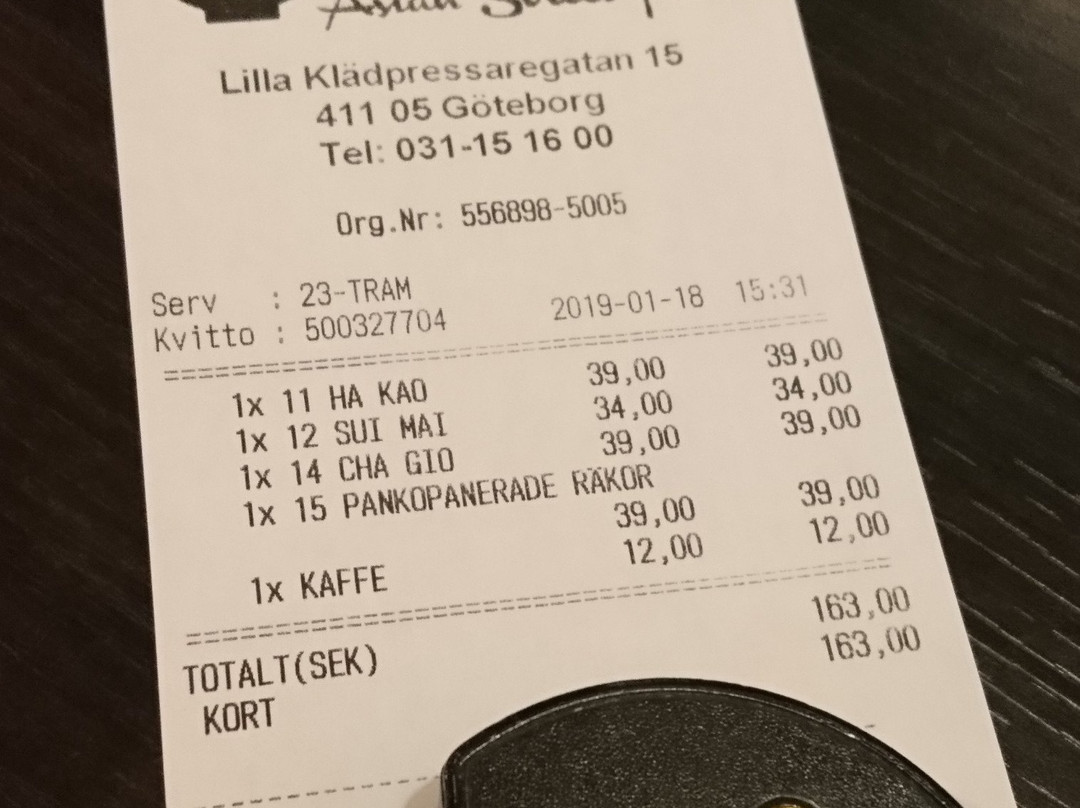 Asian
Lilla Klädpressaregatan 15
411 05 Göteborg
Tel: 031-15 16 00
Org.Nr: 556898-5005
Serv : 23-TRAM
Kvitto : 500327704 2019-01-18 15:31
1x 11 HA KAO 39,00 39,00
1x 12 SUI MAI 34,00 34,00
1x 14 CHA GIO 39,00 39,00
1x 15 PANKOPANERADE RÄKOR
39,00 39,00
1x KAFFE 12,00 12,00
TOTALT(SEK) 163,00
KORT 163,00